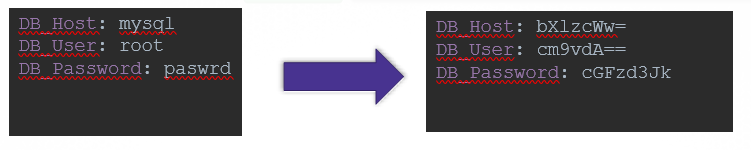 DB_Host: mysql
DB_User: root
DB_Password: paswrd
DB_Host: bXlzcWw=
DB_User: cm9vdA==
DB_Password: cGFzd3Jk